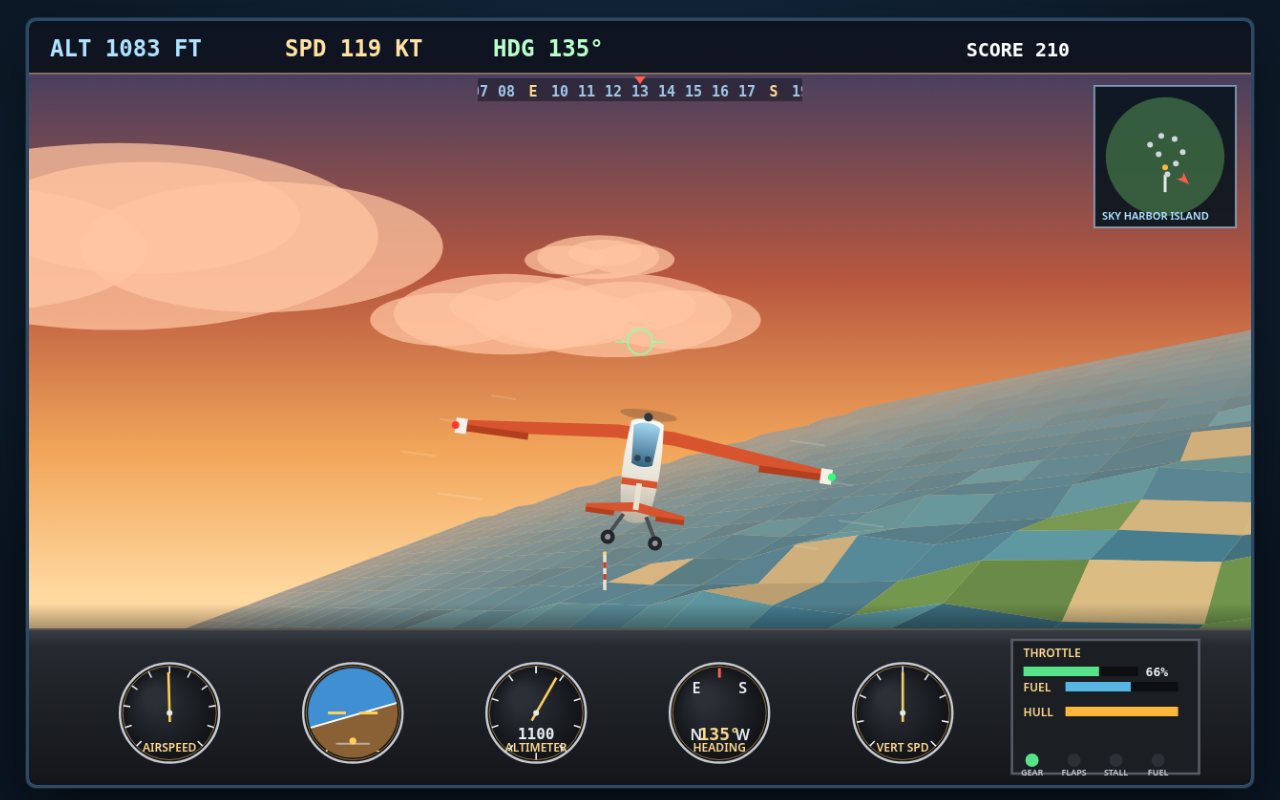 ALT 1083 FT SPD 119 KT HDG 135° SCORE 210
08 E 10 11 12 13 14 15 16 17 S
SKY HARBOR ISLAND
THROTTLE
66%
FUEL
HULL
GEAR FLAPS STALL FUEL
AIRSPEED
1100
ALTIMETER
E S
N 135° W
HEADING
VERT SPD